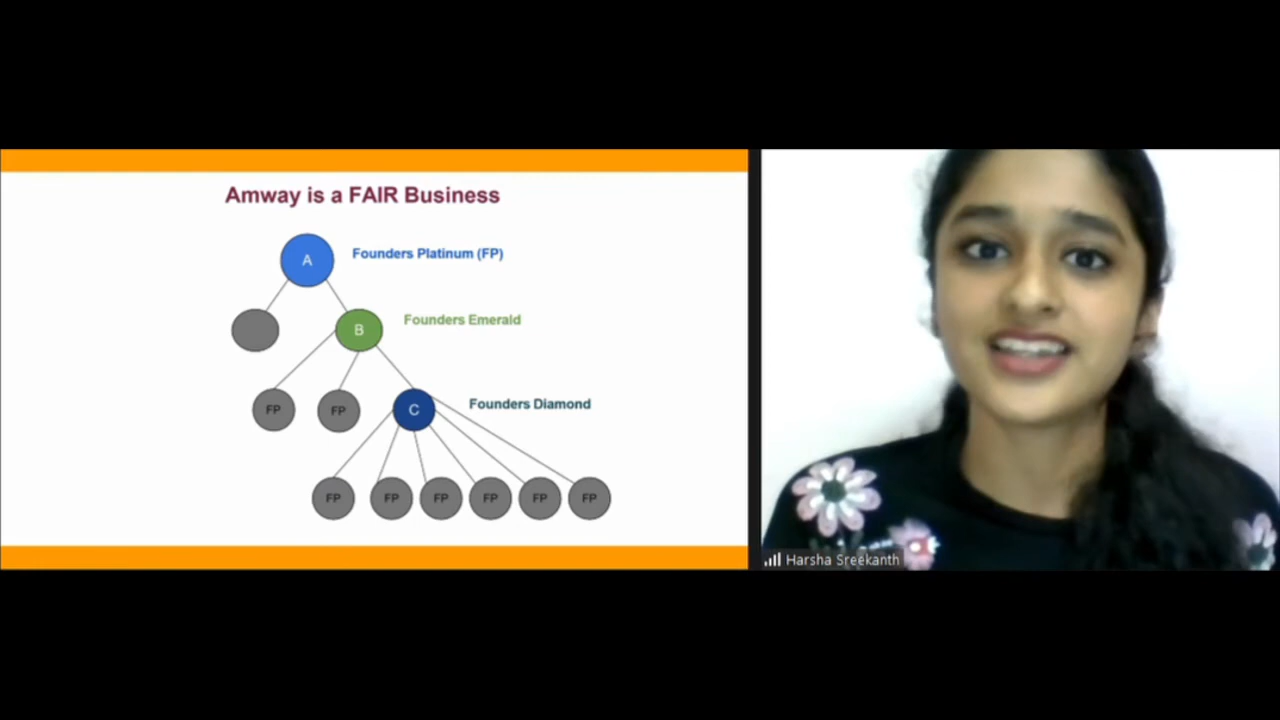 Amway is a FAIR Business
A
Founders Platinum (FP)
B
Founders Emerald
FP
FP
C
Founders Diamond
FP
FP
FP
FP
FP
FP
Harsha Sreekanth